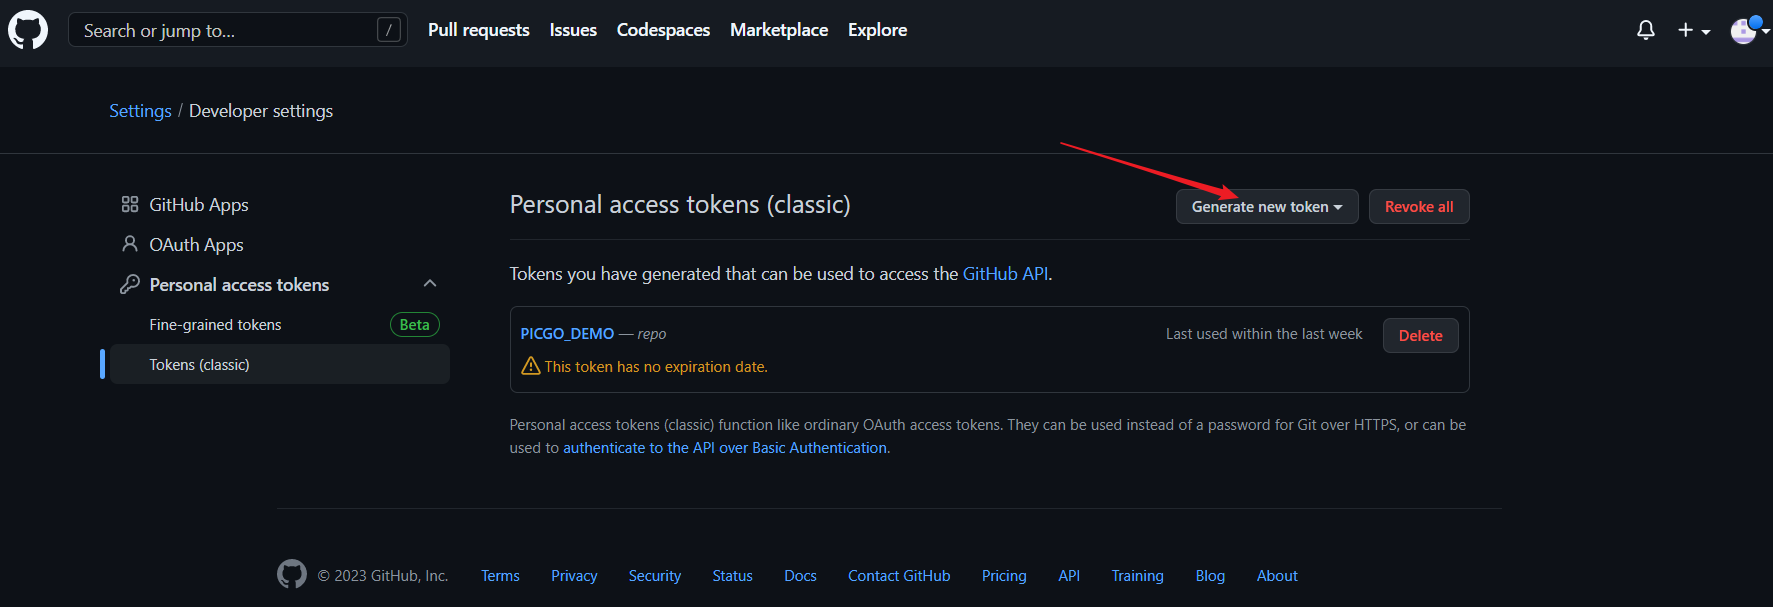 Search or jump to... /
Pull requests Issues Codespaces Marketplace Explore
Settings / Developer settings
GitHub Apps
OAuth Apps
Personal access tokens
Fine-grained tokens Beta
Tokens (classic)
Personal access tokens (classic)
Generate new token Revoke all
Tokens you have generated that can be used to access the GitHub API.
PICGO_DEMO — repo Last used within the last week Delete
This token has no expiration date.
Personal access tokens (classic) function like ordinary OAuth access tokens. They can be used instead of a password for Git over HTTPS, or can be
used to authenticate to the API over Basic Authentication.
© 2023 GitHub, Inc. Terms Privacy Security Status Docs Contact GitHub Pricing API Training Blog About